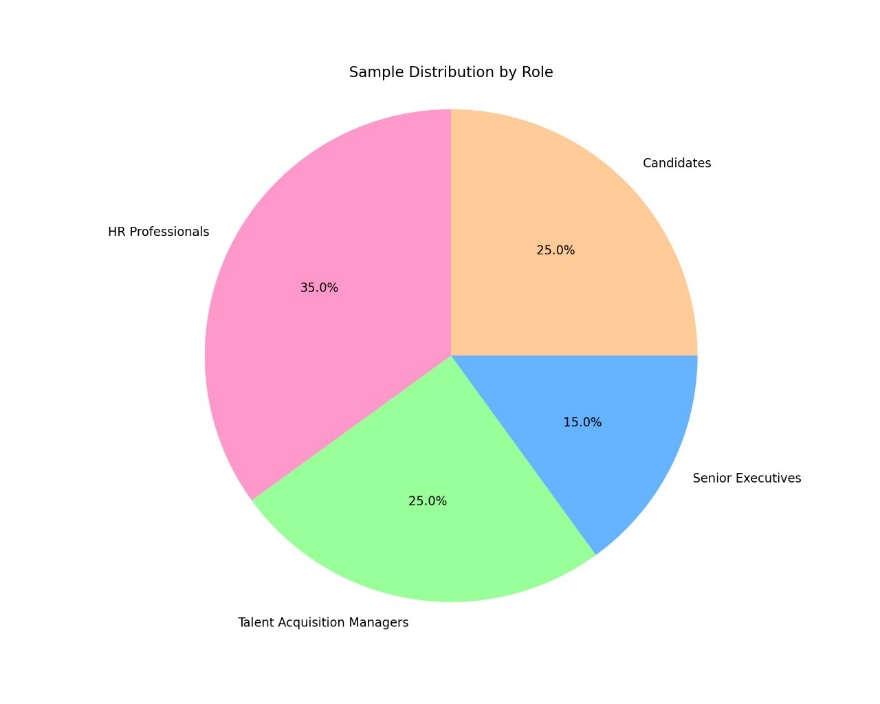 Sample Distribution by Role
Candidates
HR Professionals
25.0%
35.0%
15.0%
Senior Executives
25.0%
Talent Acquisition Managers